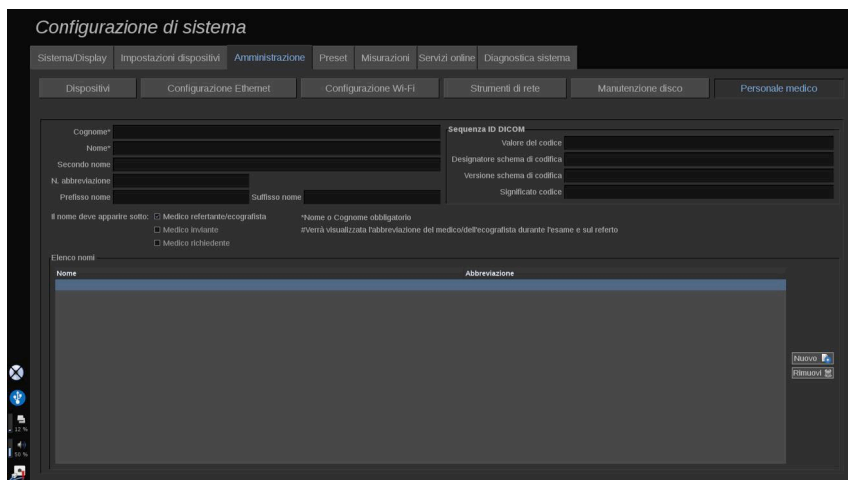 Configurazione di sistema
Sistema/Display Impostazioni dispositivi Amministrazione Preset Misurazioni Servizi online Diagnostica sistema
Dispositivi Configurazione Ethernet Configurazione Wi-Fi Strumenti di rete Manutenzione disco Personale medico
Cognome*
Nome*
Secondo nome
N. abbreviazione
Prefisso nome Suffisso nome
Sequenza ID DICOM
Valore del codice
Designatore schema di codifica
Versione schema di codifica
Significato codice
Il nome deve apparire sotto: Medico refertante/ecografista *Nome o Cognome obbligatorio
Medico inviante #Verrà visualizzata l'abbreviazione del medico/dell'ecografista durante l'esame e sul referto
Medico richiedente
Elenco nomi
Nome Abbreviazione
Nuovo
Rimuovi
12 %
50 %